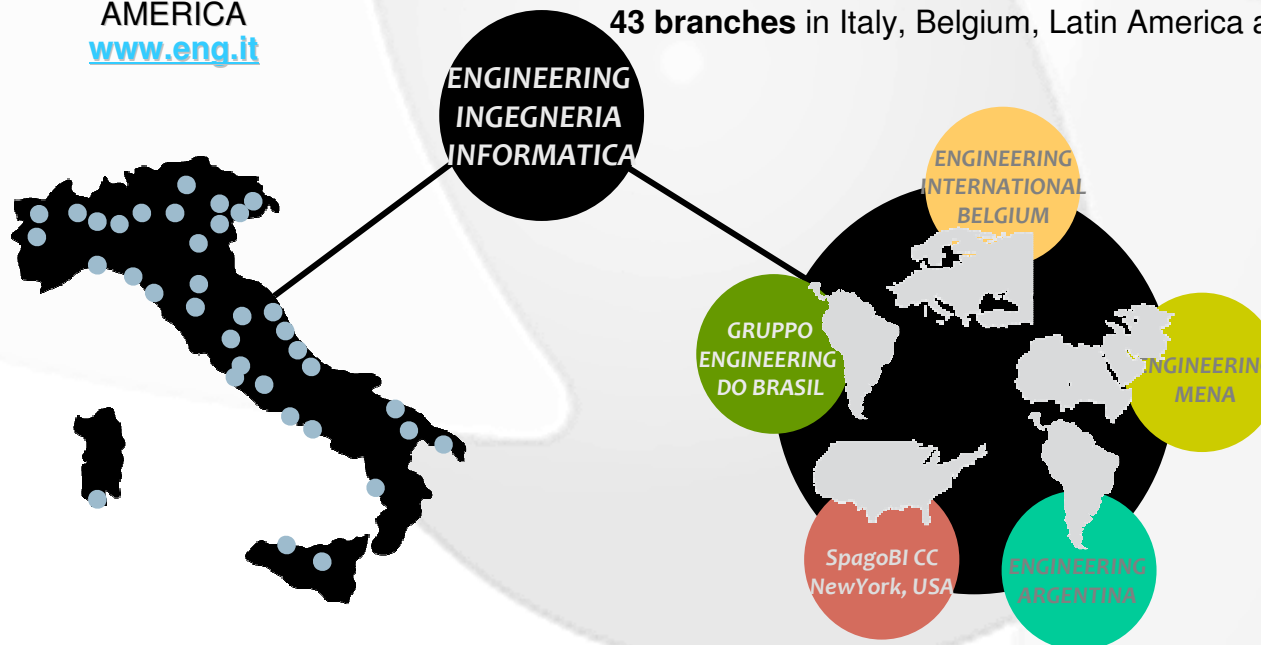 AMERICA
www.eng.it
43 branches in Italy, Belgium, Latin America a
ENGINEERING
INGEGNERIA
INFORMATICA
ENGINEERING
INTERNATIONAL
BELGIUM
GRUPPO
ENGINEERING
DO BRASIL
NGINEERIN
MENA
SpagoBI CC
NewYork, USA
ENGINEERING
ARGENTINA